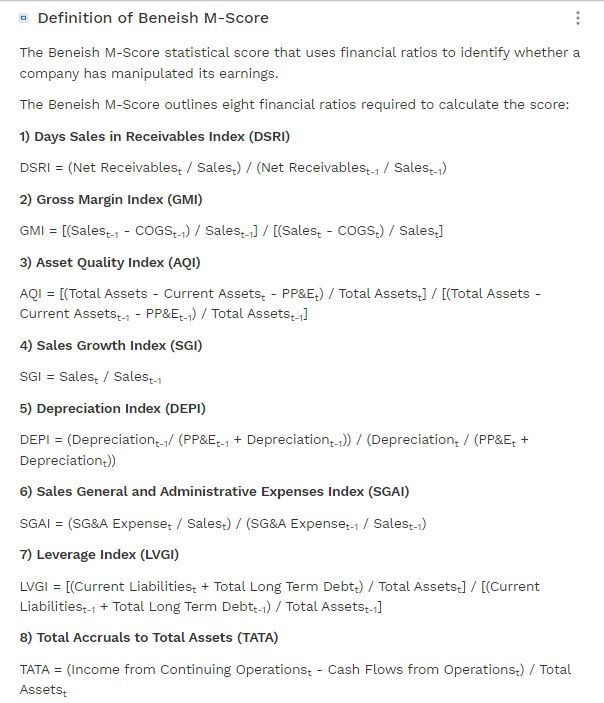 Definition of Beneish M-Score
The Beneish M-Score statistical score that uses financial ratios to identify whether a
company has manipulated its earnings.
The Beneish M-Score outlines eight financial ratios required to calculate the score:
1) Days Sales in Receivables Index (DSRI)
DSRI = (Net Receivablesₜ / Salesₜ) / (Net Receivablesₜ₋₁ / Salesₜ₋₁)
2) Gross Margin Index (GMI)
GMI = [(Salesₜ₋₁ - COGSₜ₋₁) / Salesₜ₋₁] / [(Salesₜ - COGSₜ) / Salesₜ]
3) Asset Quality Index (AQI)
AQI = [(Total Assets - Current Assetsₜ - PP&Eₜ) / Total Assetsₜ] / [(Total Assets -
Current Assetsₜ₋₁ - PP&Eₜ₋₁) / Total Assetsₜ₋₁]
4) Sales Growth Index (SGI)
SGI = Salesₜ / Salesₜ₋₁
5) Depreciation Index (DEPI)
DEPI = (Depreciationₜ₋₁/ (PP&Eₜ₋₁ + Depreciationₜ₋₁)) / (Depreciationₜ / (PP&Eₜ +
Depreciationₜ))
6) Sales General and Administrative Expenses Index (SGAI)
SGAI = (SG&A Expenseₜ / Salesₜ) / (SG&A Expenseₜ₋₁ / Salesₜ₋₁)
7) Leverage Index (LVGI)
LVGI = [(Current Liabilitiesₜ + Total Long Term Debtₜ) / Total Assetsₜ] / [(Current
Liabilitiesₜ₋₁ + Total Long Term Debtₜ₋₁) / Total Assetsₜ₋₁]
8) Total Accruals to Total Assets (TATA)
TATA = (Income from Continuing Operationsₜ - Cash Flows from Operationsₜ) / Total
Assetsₜ